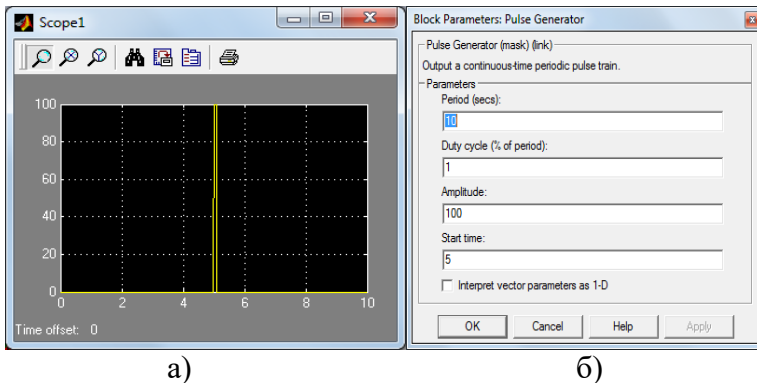 Scope1
100
80
60
40
20
0
0 2 4 6 8 10
Time offset: 0
а)
Block Parameters: Pulse Generator
Pulse Generator (mask) (link)
Output a continuous-time periodic pulse train.
Parameters
Period (secs):
10
Duty cycle (% of period):
1
Amplitude:
100
Start time:
5
Interpret vector parameters as 1-D
OK Cancel Help Apply
б)